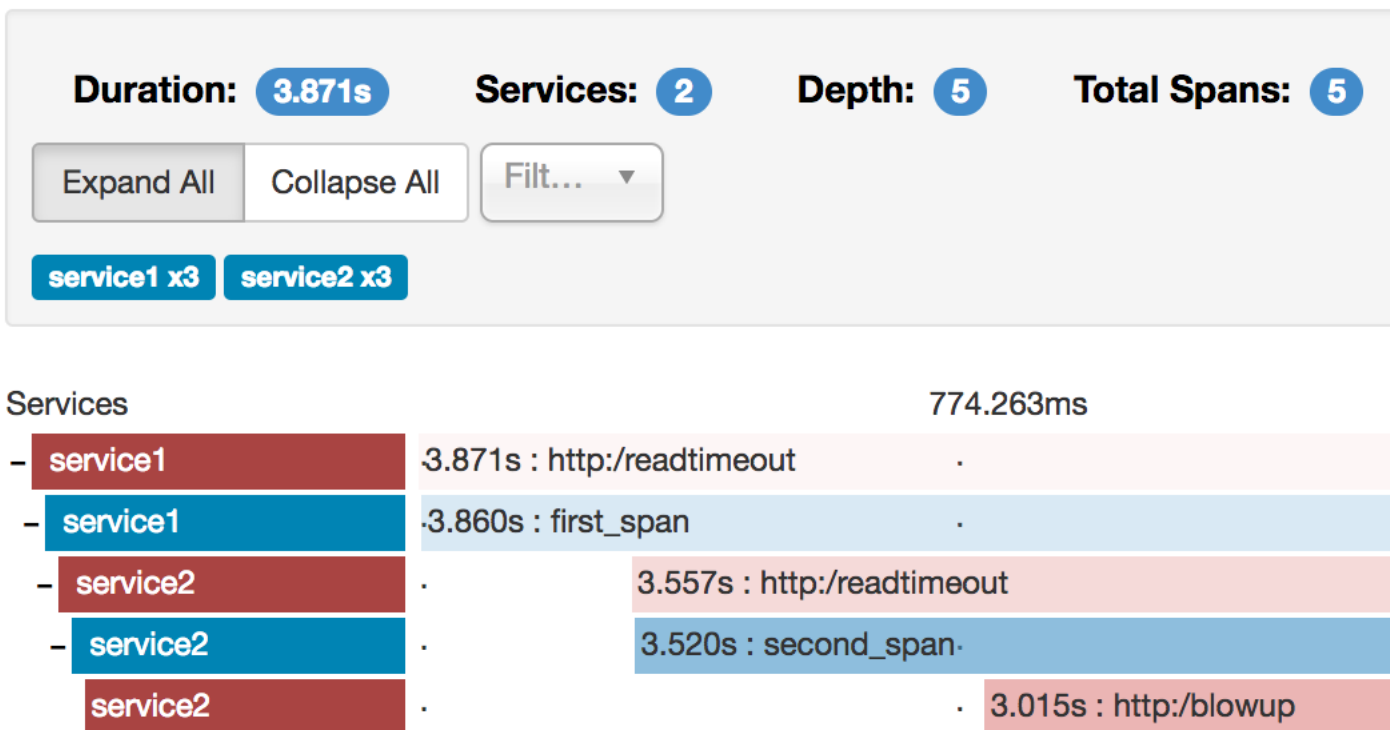 Duration: 3.871s Services: 2 Depth: 5 Total Spans: 5
Expand All Collapse All Filt...
service1 x3 service2 x3
Services 774.263ms
service1 3.871s : http:/readtimeout
service1 3.860s : first_span
service2 3.557s : http:/readtimeout
service2 3.520s : second_span
service2 3.015s : http:/blowup